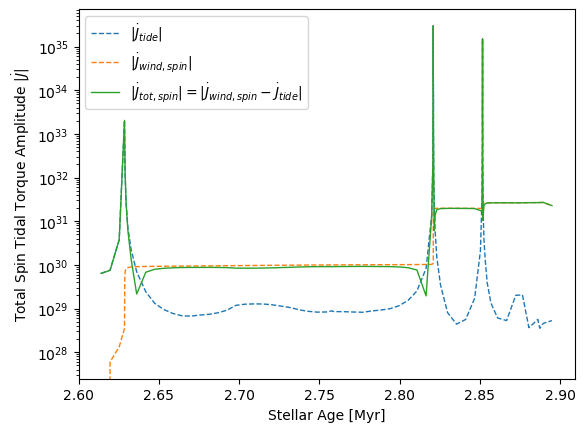 |J̇_{tide}|
|J̇_{wind, spin}|
|J̇_{tot, spin}| = |J̇_{wind, spin} − J̇_{tide}|
Total Spin Tidal Torque Amplitude |J̇|
10^{35}
10^{34}
10^{33}
10^{32}
10^{31}
10^{30}
10^{29}
10^{28}
2.60 2.65 2.70 2.75 2.80 2.85 2.90
Stellar Age [Myr]